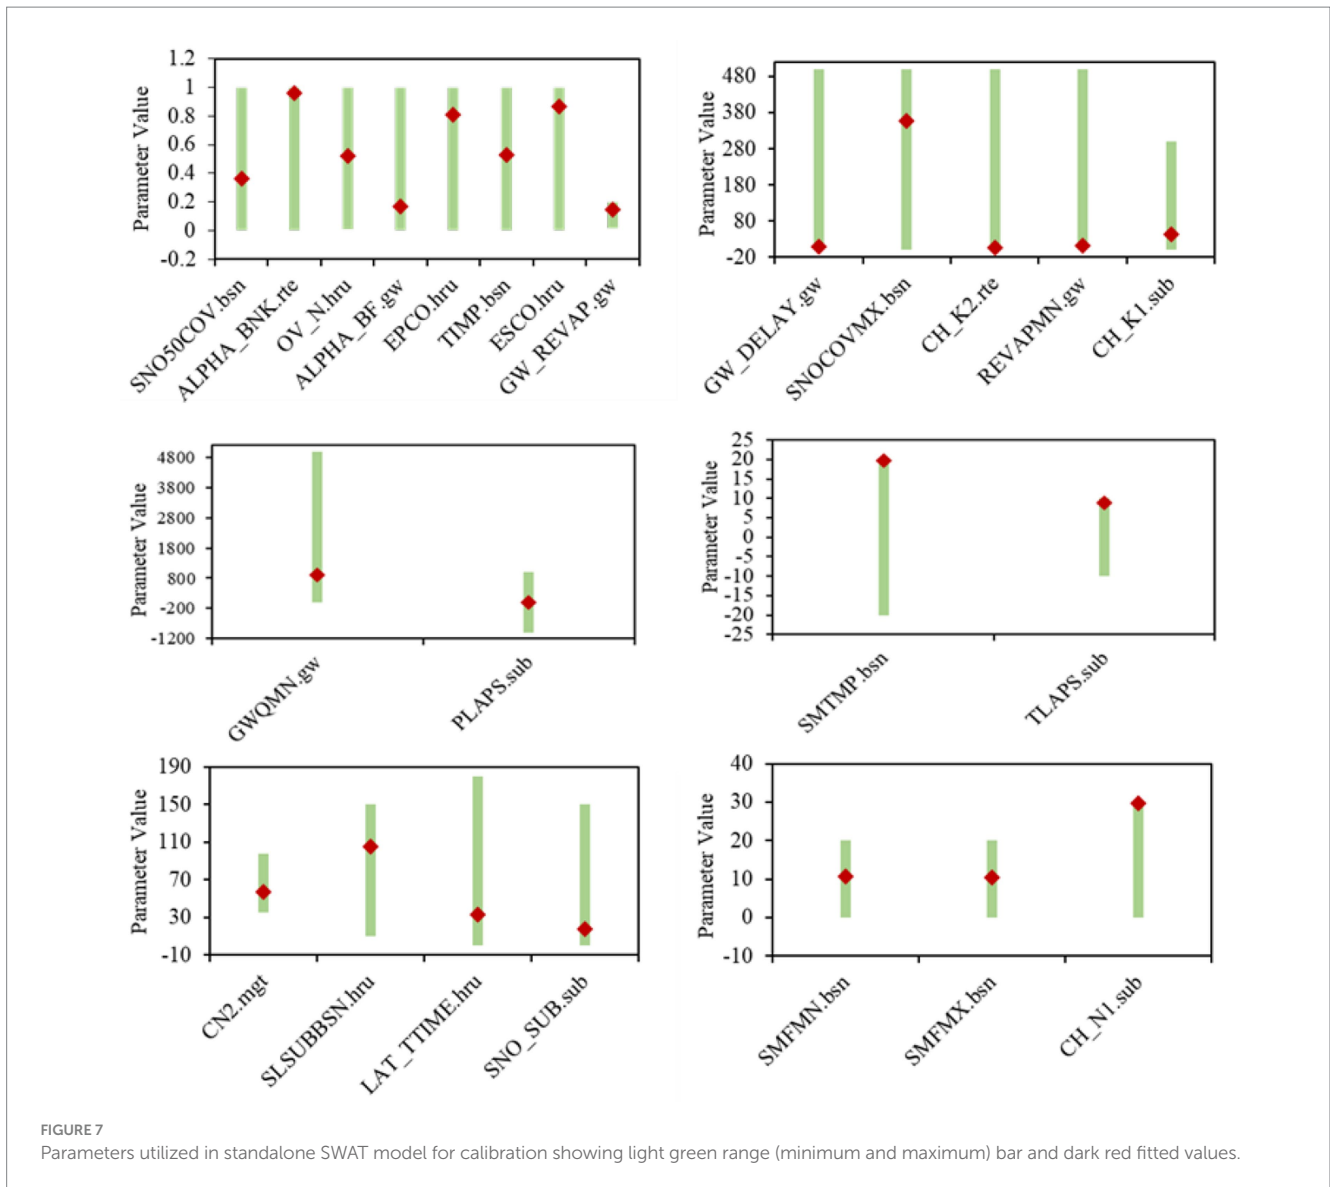 1.2
1
0.8
0.6
0.4
0.2
0
-0.2
Parameter Value
SNO50COV.bsn
ALPHA_BNK.rte
OV_N.hru
ALPHA_BF.gw
EPCO.hru
TIMP.bsn
ESCO.hru
GW_REVAP.gw
480
380
280
180
80
-20
Parameter Value
GW_DELAY.gw
SNOCOVMX.bsn
CH_K2.rte
REVAPMN.gw
CH_K1.sub
4800
3800
2800
1800
800
-200
-1200
Parameter Value
GWQMN.gw
PLAPS.sub
25
20
15
10
5
0
-5
-10
-15
-20
-25
Parameter Value
SMTMP.bsn
TLAPS.sub
190
150
110
70
30
-10
Parameter Value
CN2.mgt
SLSUBBSN.hru
LAT_TTIME.hru
SNO_SUB.sub
40
30
20
10
0
-10
Parameter Value
SMFMN.bsn
SMFMX.bsn
CH_N1.sub
FIGURE 7
Parameters utilized in standalone SWAT model for calibration showing light green range (minimum and maximum) bar and dark red fitted values.